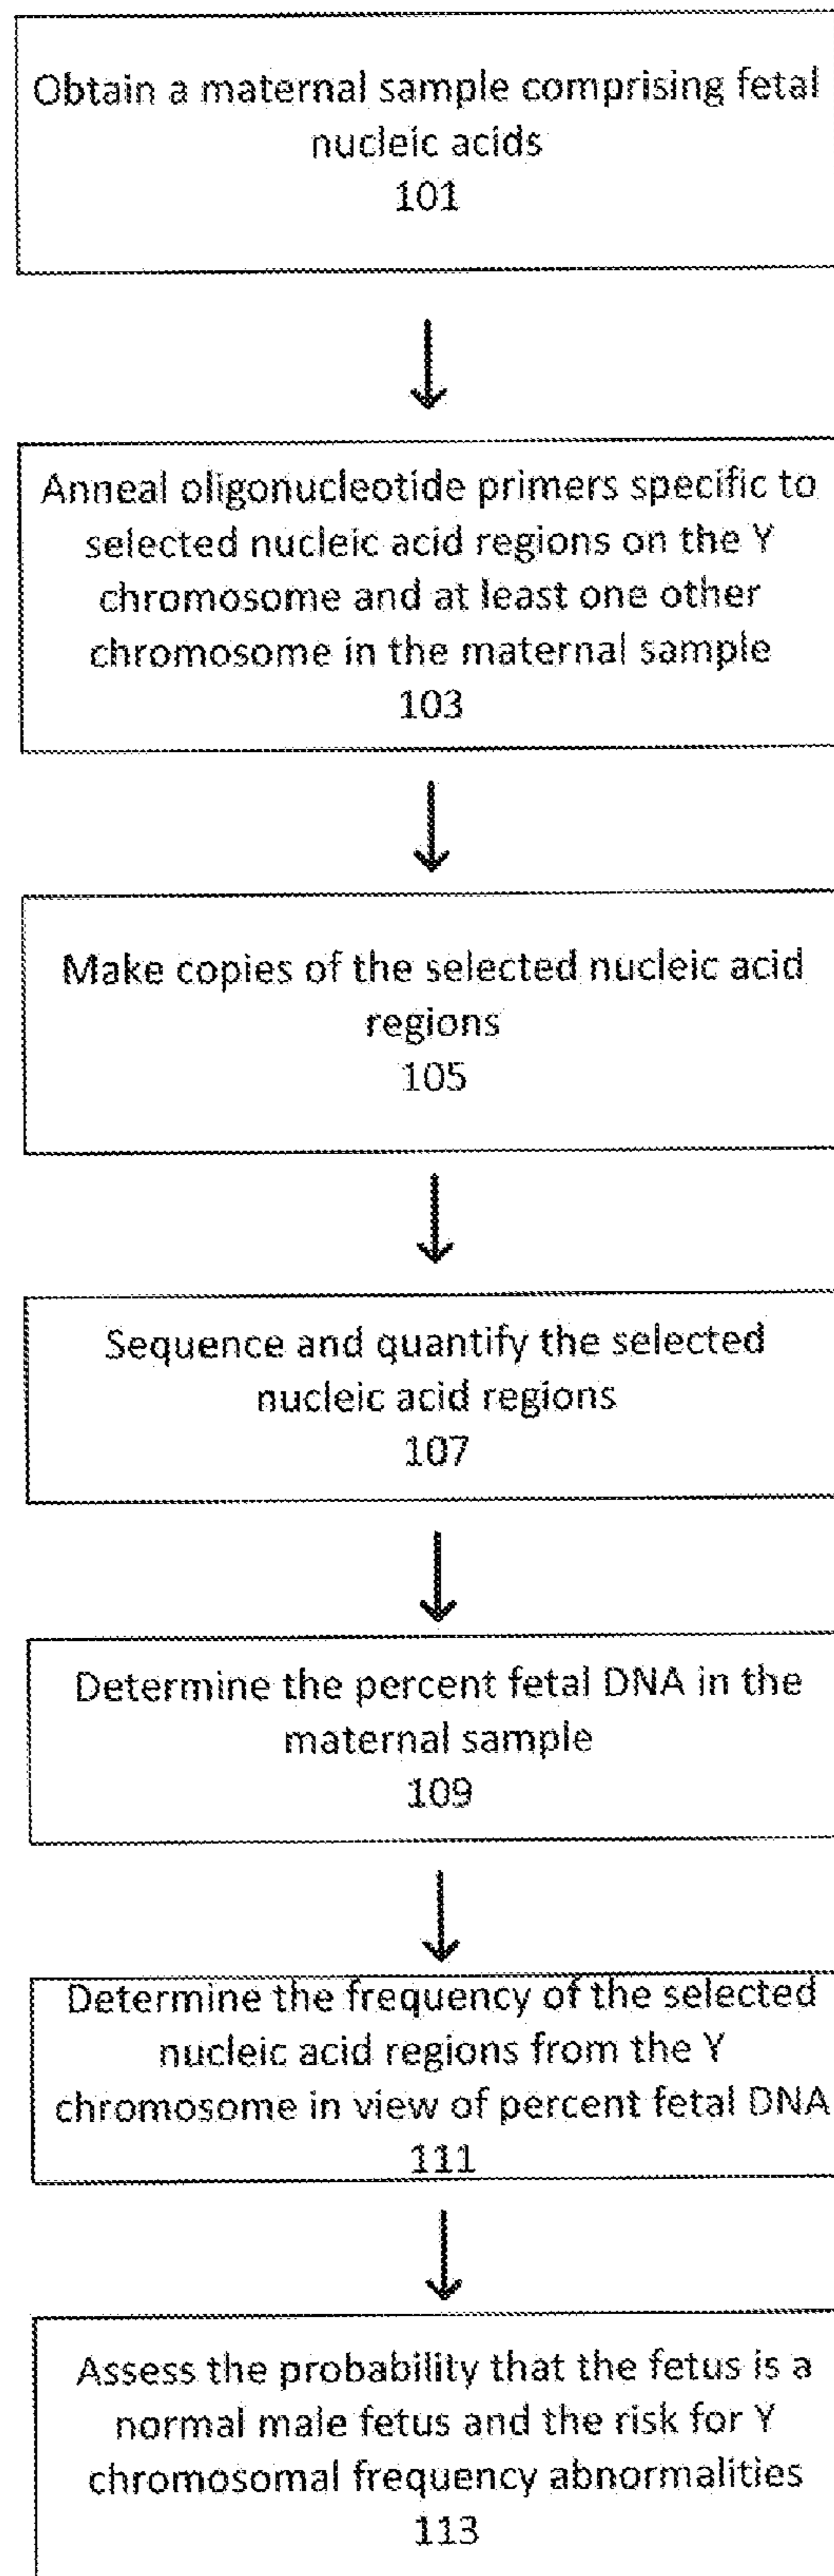 Obtain a maternal sample comprising fetal
nucleic acids
101
Anneal oligonucleotide primers specific to
selected nucleic acid regions on the Y
chromosome and at least one other
chromosome in the maternal sample
103
Make copies of the selected nucleic acid
regions
105
Sequence and quantify the selected
nucleic acid regions
107
Determine the percent fetal DNA in the
maternal sample
109
Determine the frequency of the selected
nucleic acid regions from the Y
chromosome in view of percent fetal DNA
111
Assess the probability that the fetus is a
normal male fetus and the risk for Y
chromosomal frequency abnormalities
113